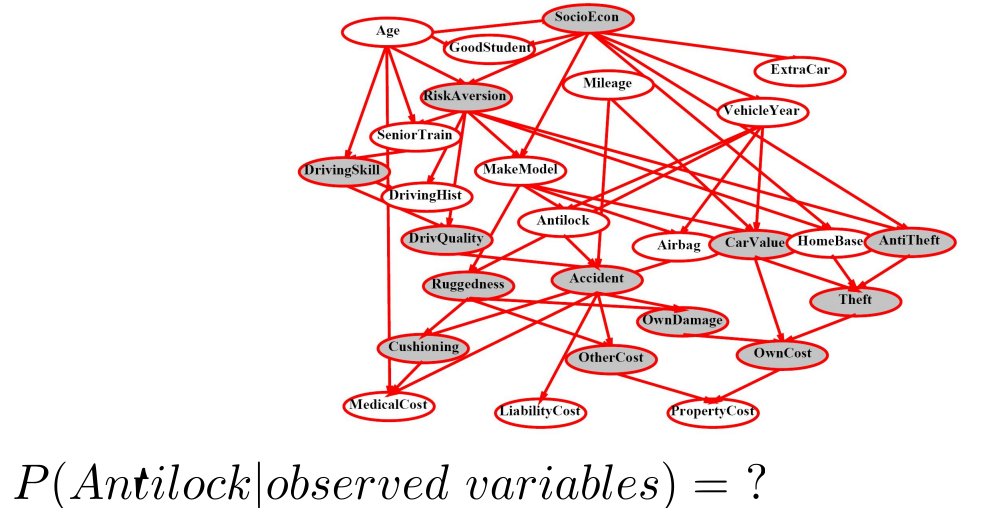 SocioEcon
Age
GoodStudent
ExtraCar
Mileage
RiskAversion
VehicleYear
SeniorTrain
DrivingSkill
MakeModel
DrivingHist
Antilock
DrivQuality
Airbag
CarValue
HomeBase
AntiTheft
Ruggedness
Accident
Theft
OwnDamage
Cushioning
OtherCost
OwnCost
MedicalCost
LiabilityCost
PropertyCost
P(Antilock|observed variables) = ?